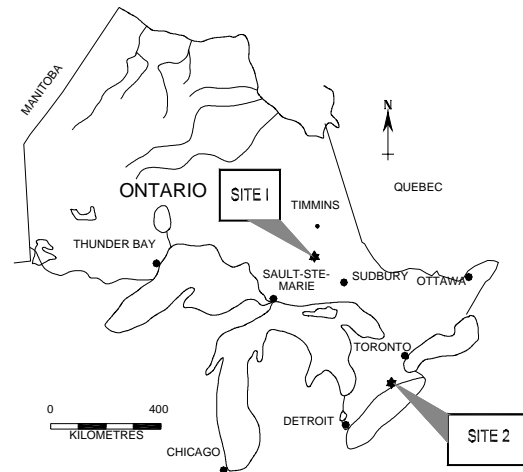 MANITOBA
N
ONTARIO
SITE I
QUEBEC
TIMMINS
THUNDER BAY
SAULT-STE-
MARIE
SUDBURY
OTTAWA
TORONTO
0 400
KILOMETRES
DETROIT
SITE 2
CHICAGO